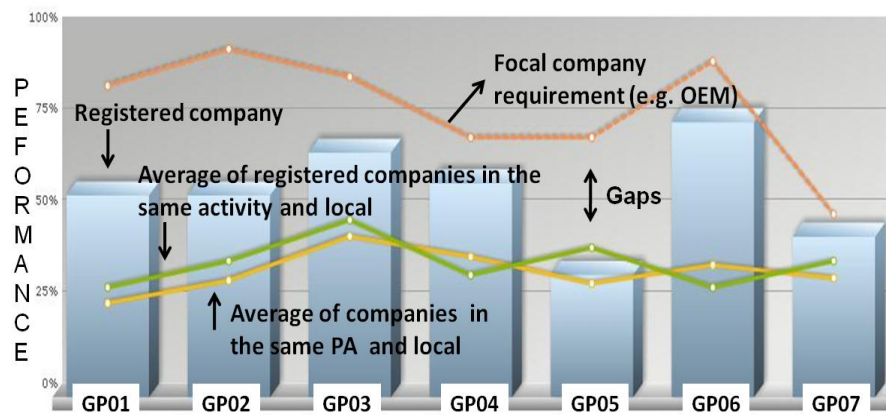 100%
75%
50%
25%
0%
PEFORMANCE
Registered company
Average of registered companies in the
same activity and local
Focal company
requirement (e.g. OEM)
Gaps
Average of companies in
the same PA and local
GP01 GP02 GP03 GP04 GP05 GP06 GP07